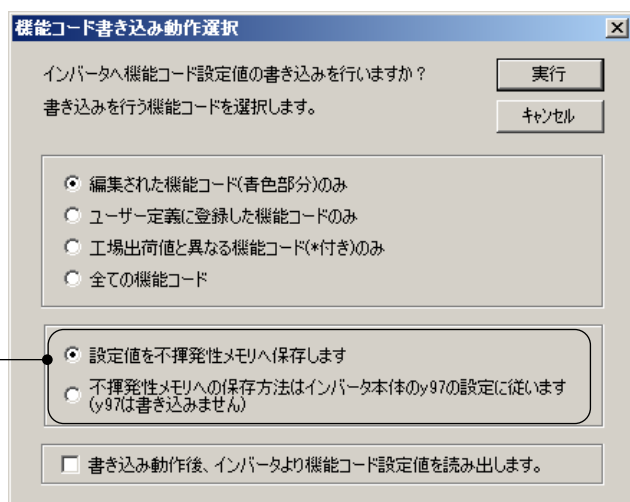 機能コード書き込み動作選択
インバータへ機能コード設定値の書き込みを行いますか？
実行
書き込みを行う機能コードを選択します。
キャンセル
編集された機能コード(青色部分)のみ
ユーザー定義に登録した機能コードのみ
工場出荷値と異なる機能コード(*付き)のみ
全ての機能コード
設定値を不揮発性メモリへ保存します
不揮発性メモリへの保存方法はインバータ本体のy97の設定に従います
(y97は書き込みません)
書き込み動作後、インバータより機能コード設定値を読み出します。